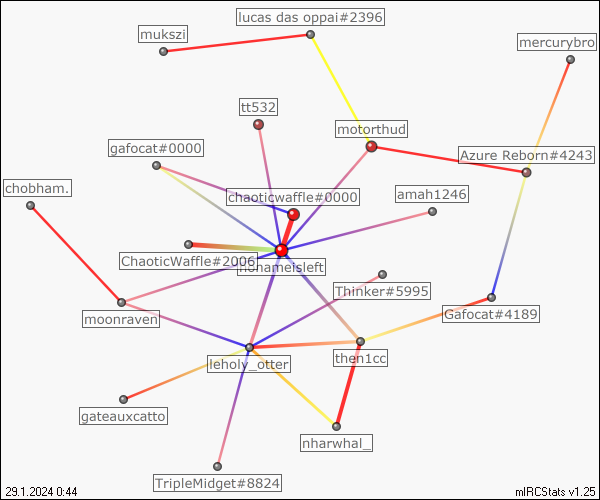 lucas das oppai#2396
mukszi
mercurybro
tt532
motorthud
gafocat#0000
Azure Reborn#4243
chobham.
chaoticwaffle#0000
amah1246
ChaoticWaffle#2006
nonameisleft
Thinker#5995
moonraven
Gafocat#4189
then1cc
leholy_otter
gateauxcatto
nharwhal_
TripleMidget#8824
29.1.2024 0:44
mIRCStats v1.25